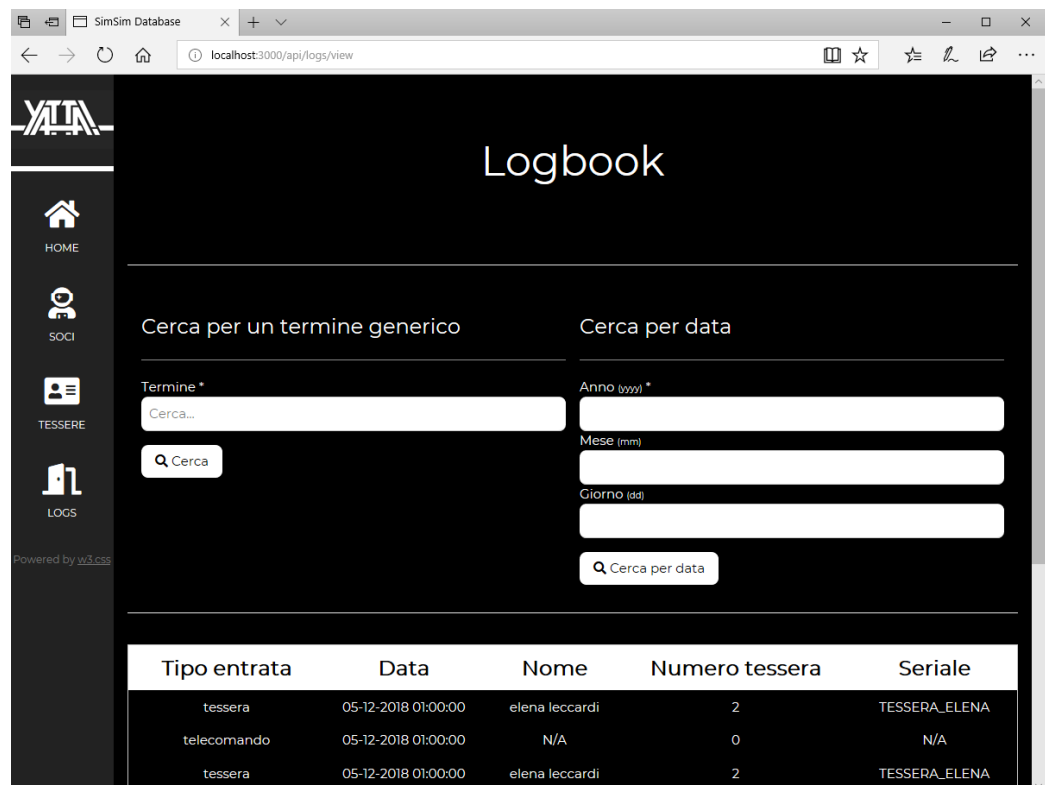 SimSim Database
localhost:3000/api/logs/view
YATTA
Logbook
HOME
SOCI
TESSERE
LOGS
Powered by w3.css
Cerca per un termine generico
Termine *
Cerca...
Cerca
Cerca per data
Anno (yyyy) *
Mese (mm)
Giorno (dd)
Cerca per data
Tipo entrata Data Nome Numero tessera Seriale
tessera 05-12-2018 01:00:00 elena leccardi 2 TESSERA_ELENA
telecomando 05-12-2018 01:00:00 N/A 0 N/A
tessera 05-12-2018 01:00:00 elena leccardi 2 TESSERA_ELENA